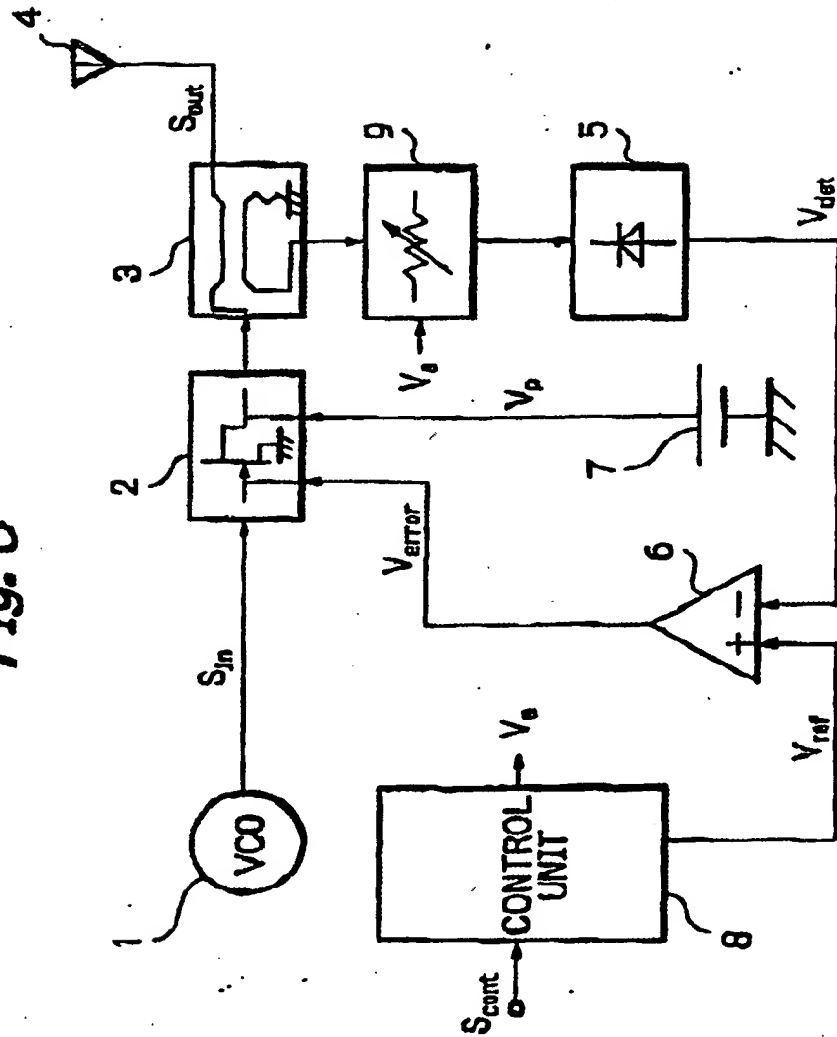 Fig.
1
VCO
S_in
2
3
S_out
4
V_error
V_p
V_a
9
5
V_det
7
6
+ −
V_ref
S_cont
CONTROL
UNIT
V_a
8